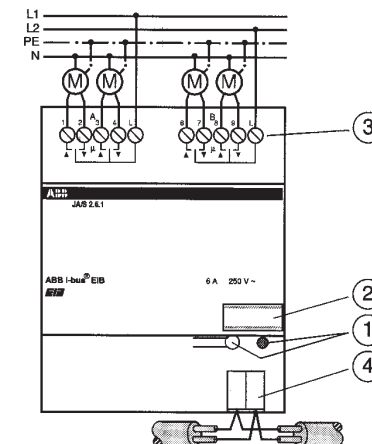 L1
L2
PE
N
M M M M
A B
1 2 3 4 L 6 7 8 9 L
µ µ
3
ABB
JA/S 2.6.1
ABB i-bus® EIB
6 A 250 V ~
EIB
2
1
4